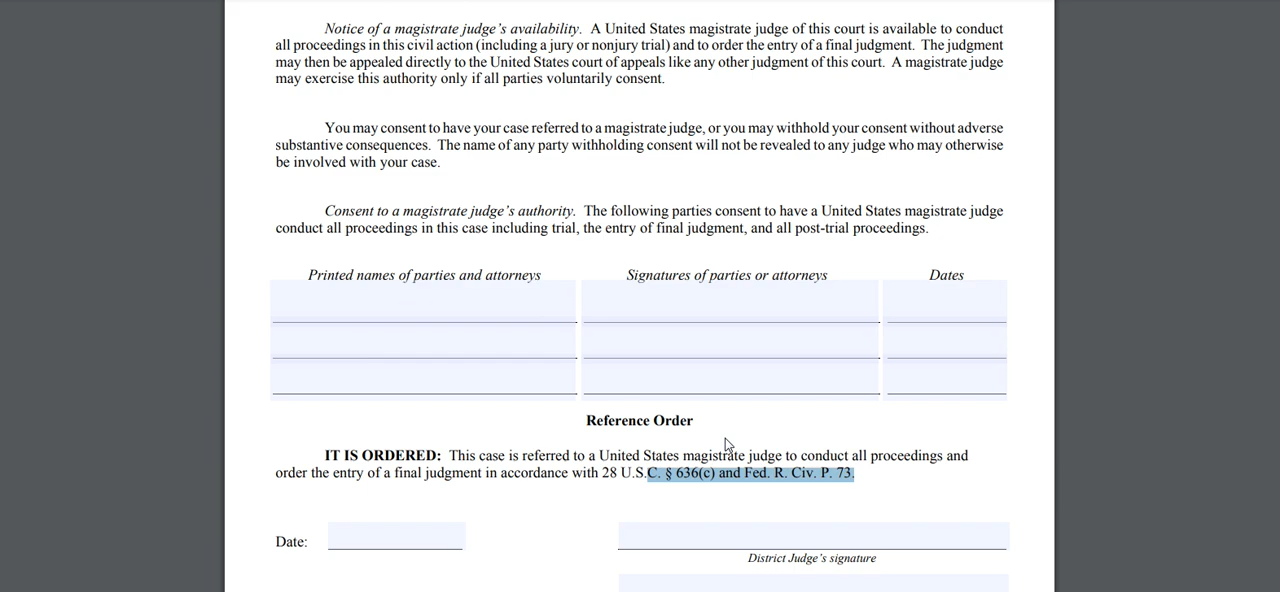 Notice of a magistrate judge's availability. A United States magistrate judge of this court is available to conduct
all proceedings in this civil action (including a jury or nonjury trial) and to order the entry of a final judgment. The judgment
may then be appealed directly to the United States court of appeals like any other judgment of this court. A magistrate judge
may exercise this authority only if all parties voluntarily consent.
You may consent to have your case referred to a magistrate judge, or you may withhold your consent without adverse
substantive consequences. The name of any party withholding consent will not be revealed to any judge who may otherwise
be involved with your case.
Consent to a magistrate judge's authority. The following parties consent to have a United States magistrate judge
conduct all proceedings in this case including trial, the entry of final judgment, and all post-trial proceedings.
Printed names of parties and attorneys Signatures of parties or attorneys Dates
Reference Order
IT IS ORDERED: This case is referred to a United States magistrate judge to conduct all proceedings and
order the entry of a final judgment in accordance with 28 U.S.C. § 636(c) and Fed. R. Civ. P. 73.
Date:
District Judge's signature